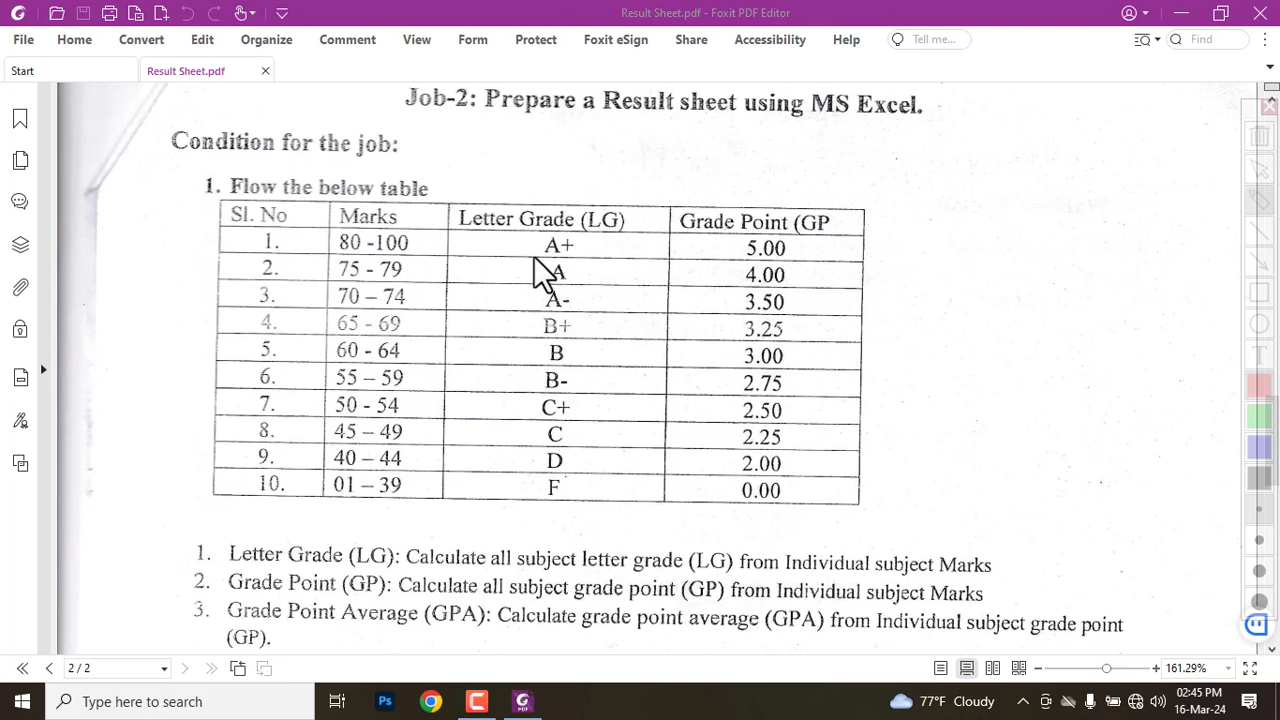 Result Sheet.pdf - Foxit PDF Editor
File Home Convert Edit Organize Comment View Form Protect Foxit eSign Share Accessibility Help Tell me... Find
Start Result Sheet.pdf
Job-2: Prepare a Result sheet using MS Excel.
Condition for the job:
1. Flow the below table
Sl. No Marks Letter Grade (LG) Grade Point (GP
1. 80 -100 A+ 5.00
2. 75 - 79 A 4.00
3. 70 – 74 A- 3.50
4. 65 - 69 B+ 3.25
5. 60 - 64 B 3.00
6. 55 – 59 B- 2.75
7. 50 - 54 C+ 2.50
8. 45 – 49 C 2.25
9. 40 – 44 D 2.00
10. 01 – 39 F 0.00
1. Letter Grade (LG): Calculate all subject letter grade (LG) from Individual subject Marks
2. Grade Point (GP): Calculate all subject grade point (GP) from Individual subject Marks
3. Grade Point Average (GPA): Calculate grade point average (GPA) from Individual subject grade point
(GP).
2 / 2 161.29%
Type here to search Ps PDF 77°F Cloudy 02:45 PM
16-Mar-24